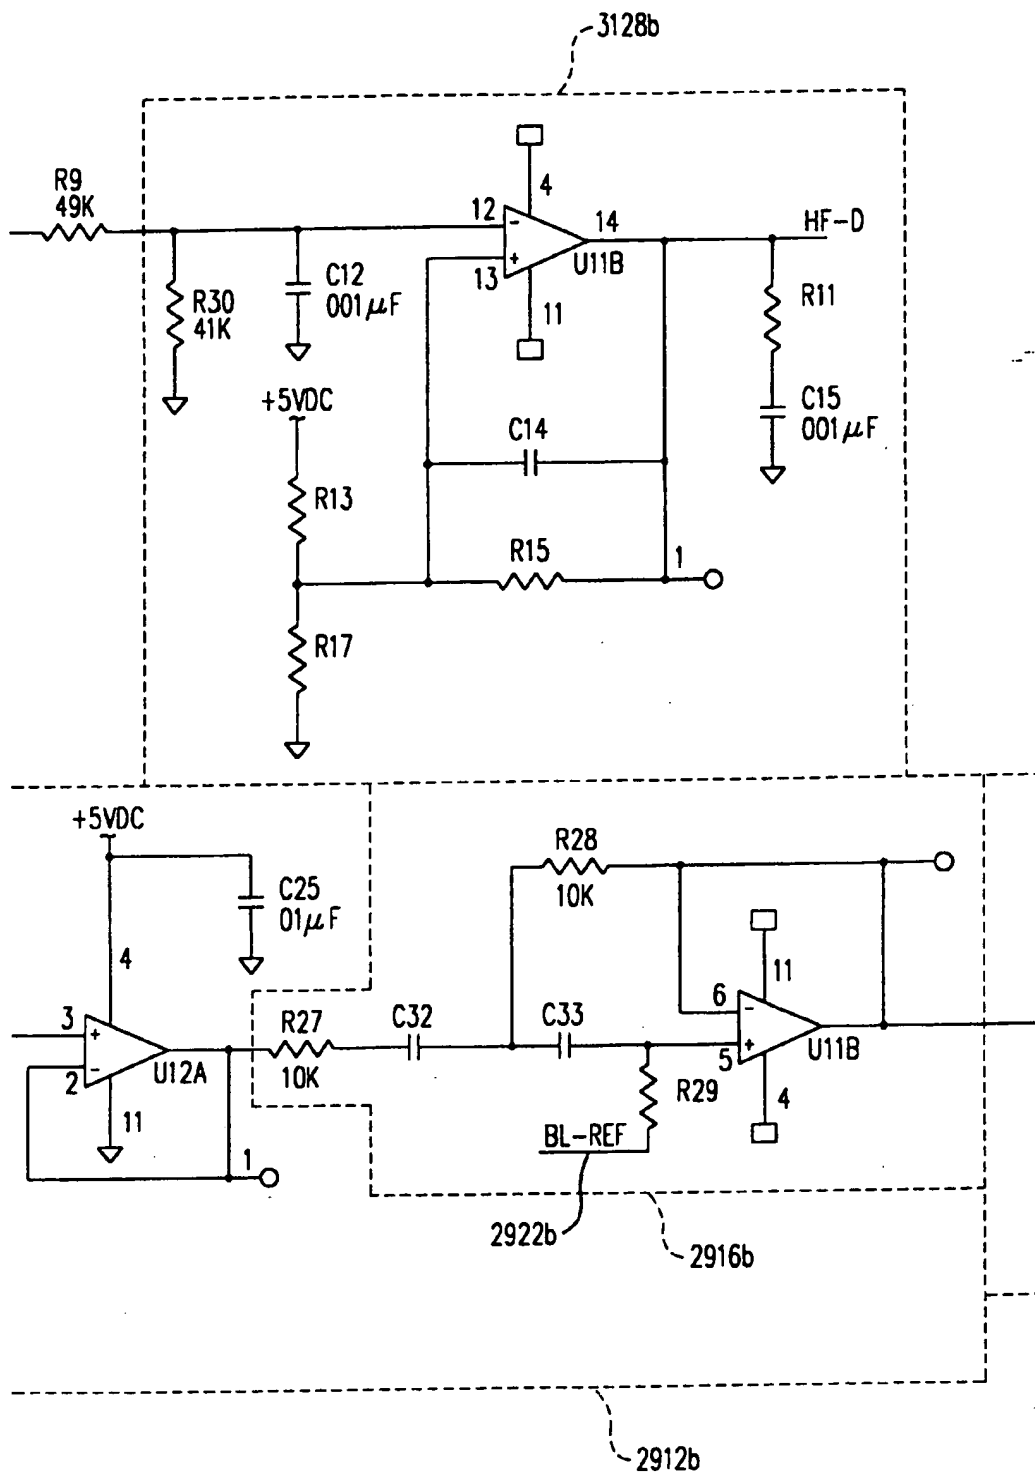 3128b
R9
49K
4
12
-
14
HF-D
+
13
U11B
R30
41K
C12
001μF
11
R11
+5VDC
C14
C15
001μF
R13
R15
1
R17
+5VDC
R28
10K
C25
01μF
4
11
3
+
R27
C32
C33
6
-
2
-
U12A
10K
5
+
U11B
R29
4
11
BL-REF
1
2922b
2916b
2912b